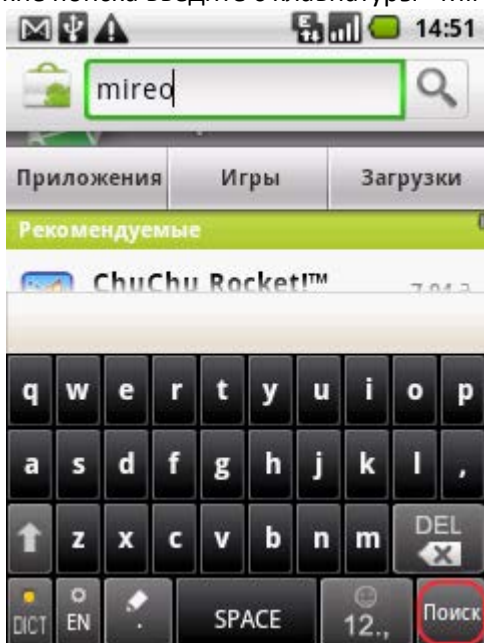 14:51
mireo
Приложения Игры Загрузки
Рекомендуемые
ChuChu Rocket!™
q w e r t y u i o p
a s d f g h j k l ,
z x c v b n m DEL
DICT EN . SPACE 12., Поиск